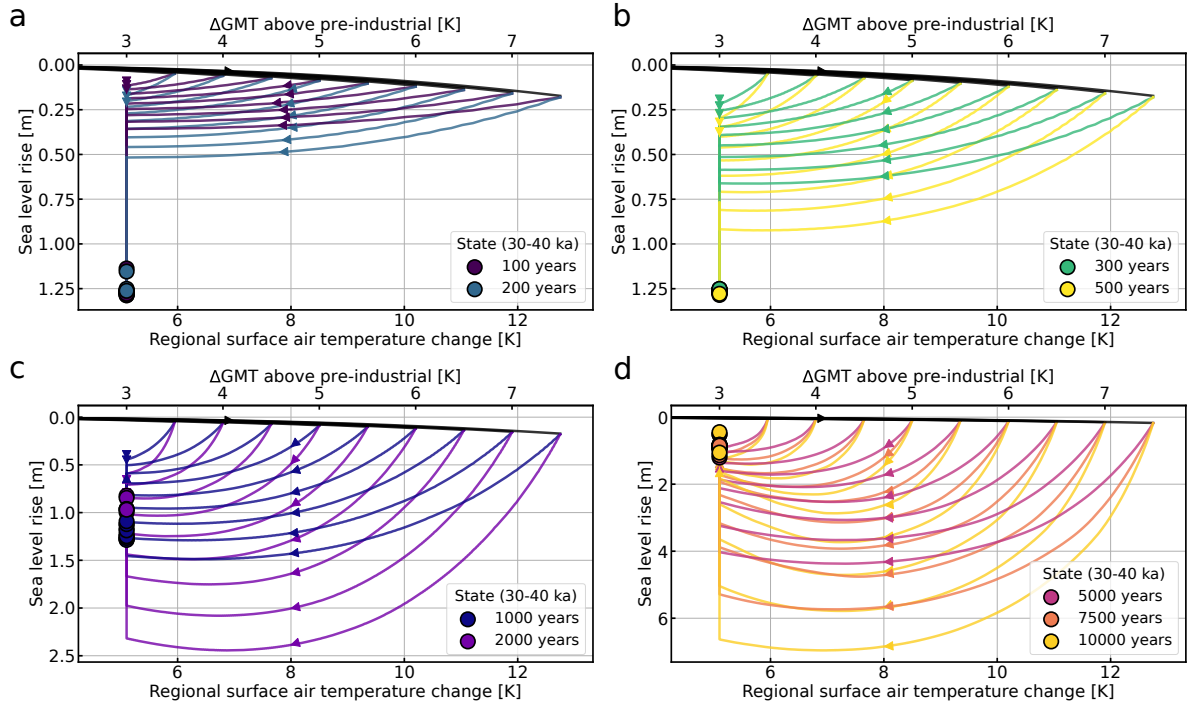 a
ΔGMT above pre-industrial [K]
3 4 5 6 7
0.00
0.25
0.50
0.75
1.00
1.25
Sea level rise [m]
State (30-40 ka)
100 years
200 years
6 8 10 12
Regional surface air temperature change [K]
b
ΔGMT above pre-industrial [K]
3 4 5 6 7
0.00
0.25
0.50
0.75
1.00
1.25
Sea level rise [m]
State (30-40 ka)
300 years
500 years
6 8 10 12
Regional surface air temperature change [K]
c
ΔGMT above pre-industrial [K]
3 4 5 6 7
0.0
0.5
1.0
1.5
2.0
2.5
Sea level rise [m]
State (30-40 ka)
1000 years
2000 years
6 8 10 12
Regional surface air temperature change [K]
d
ΔGMT above pre-industrial [K]
3 4 5 6 7
0
2
4
6
Sea level rise [m]
State (30-40 ka)
5000 years
7500 years
10000 years
6 8 10 12
Regional surface air temperature change [K]